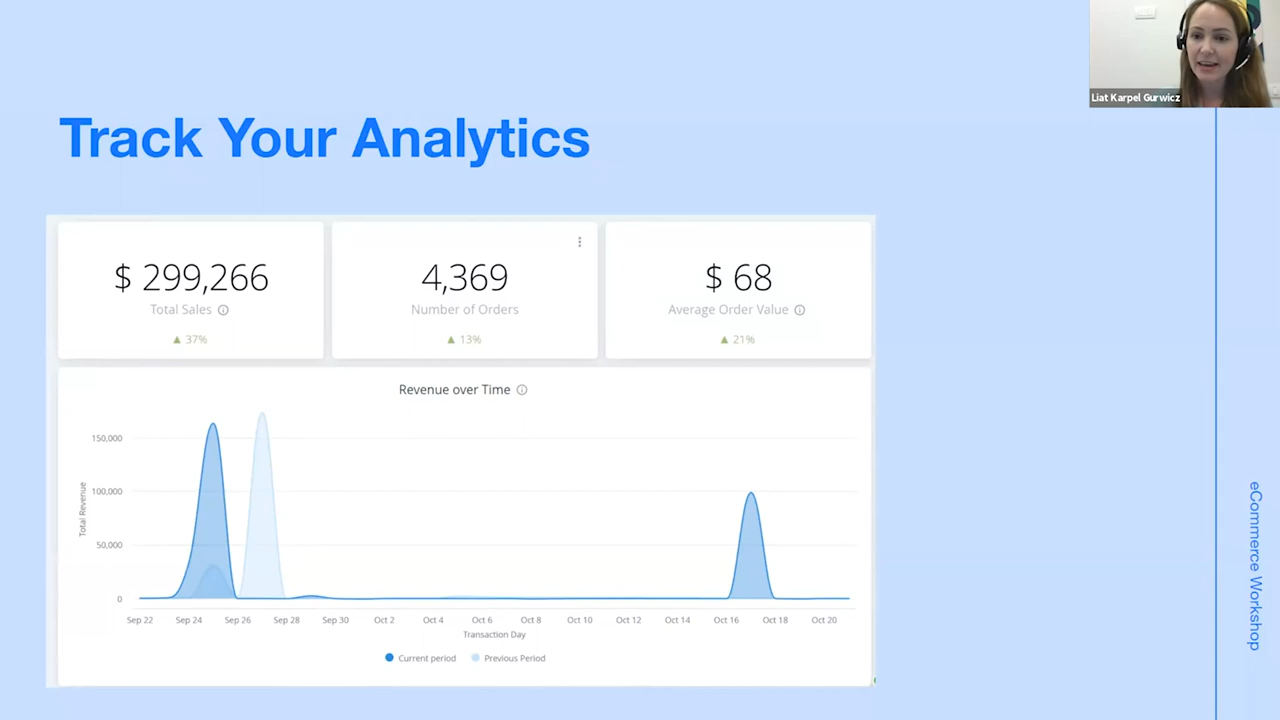 Liat Karpel Gurwicz
Track Your Analytics
$ 299,266
Total Sales
▲ 37%
4,369
Number of Orders
▲ 13%
$ 68
Average Order Value
▲ 21%
Revenue over Time
Total Revenue
150,000
100,000
50,000
0
Sep 22 Sep 24 Sep 26 Sep 28 Sep 30 Oct 2 Oct 4 Oct 6 Oct 8 Oct 10 Oct 12 Oct 14 Oct 16 Oct 18 Oct 20
Transaction Day
Current period Previous Period
eCommerce Workshop